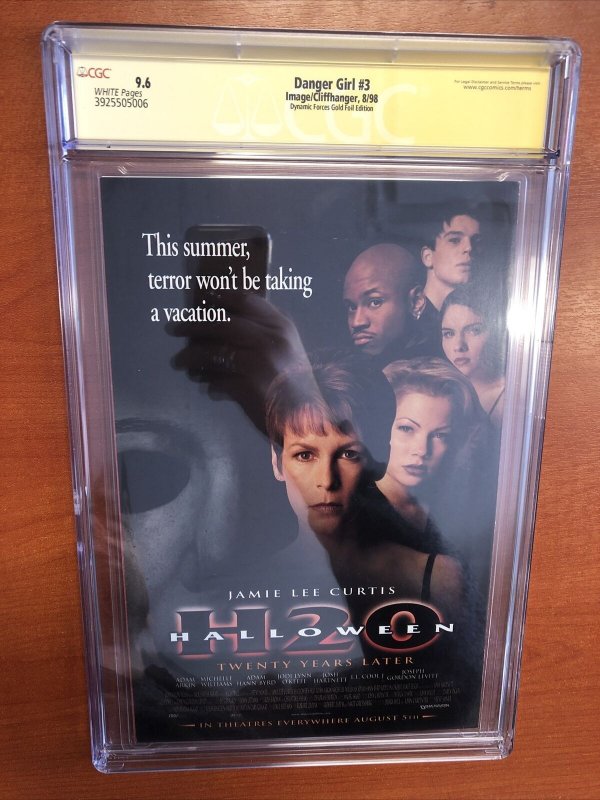 CGC
9.6
WHITE Pages
3925505006
Danger Girl #3
Image/Cliffhanger, 8/98
Dynamic Forces Gold Foil Edition
For Legal Disclaimer and Service Terms please visit
www.cgccomics.com/terms
CGC
This summer,
terror won't be taking
a vacation.
JAMIE LEE CURTIS
H20
HALLOWEEN
TWENTY YEARS LATER
ADAM ARKIN MICHELLE WILLIAMS ADAM HANN-BYRD JODI LYNN O'KEEFE JOSH HARTNETT LL COOL J JOSEPH GORDON-LEVITT
IN THEATRES EVERYWHERE AUGUST 5TH